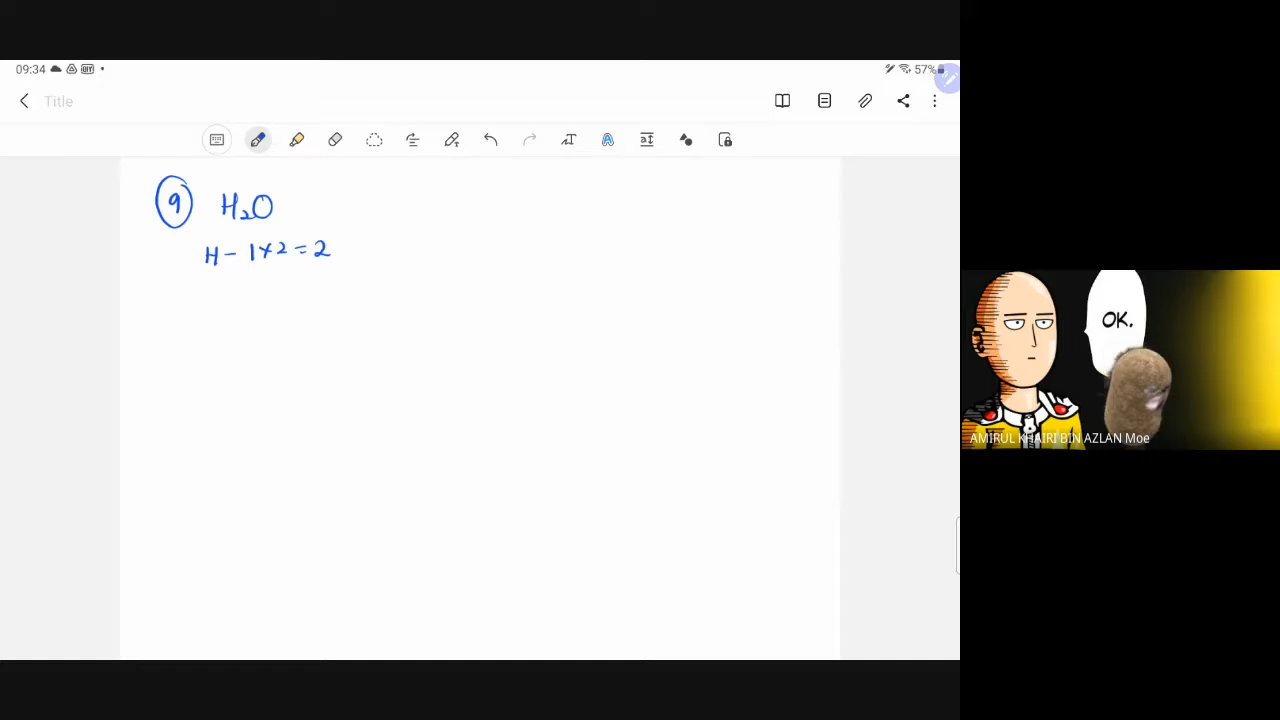 09:34
57%
Title
9 H₂O
H - 1 × 2 = 2
OK.
AMIRUL KHAIRI BIN AZLAN Moe